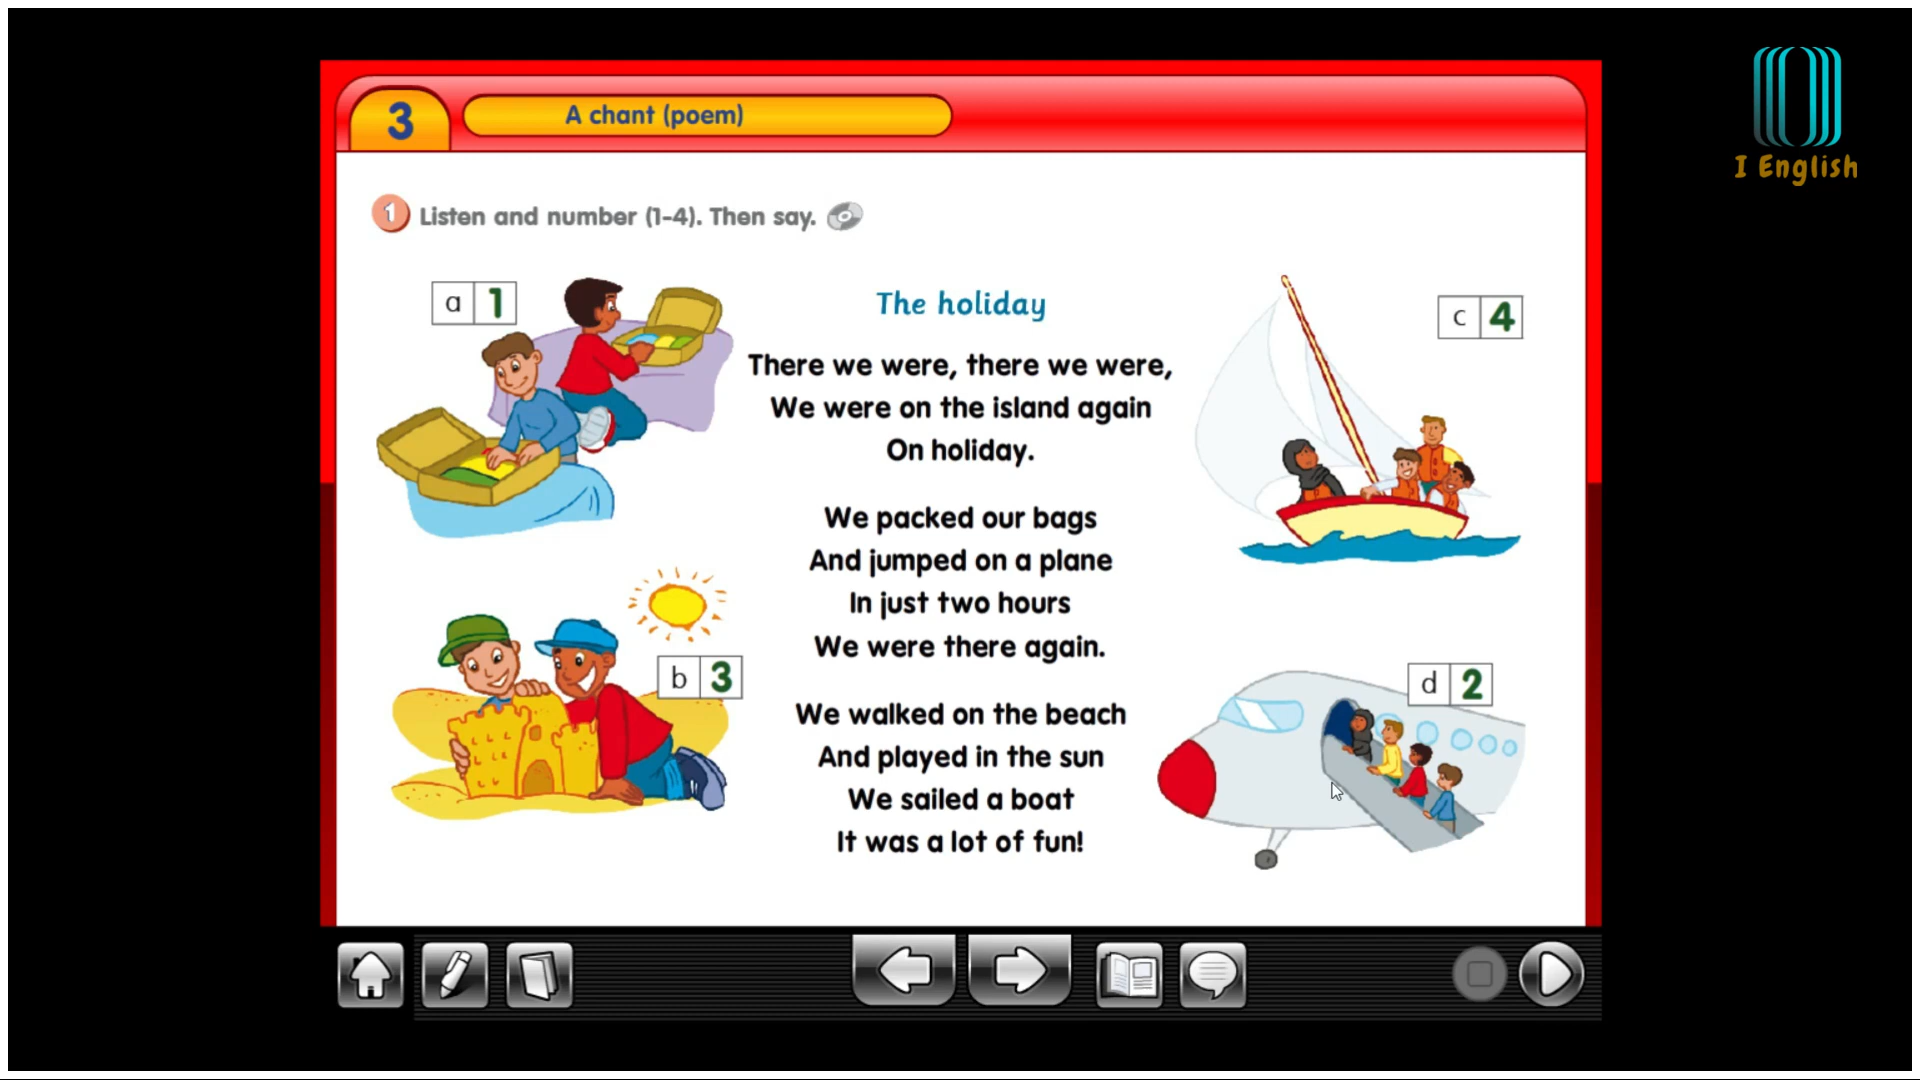 3
A chant (poem)
I English
1 Listen and number (1-4). Then say.
a 1
The holiday
c 4
There we were, there we were,
We were on the island again
On holiday.
We packed our bags
And jumped on a plane
In just two hours
We were there again.
b 3
d 2
We walked on the beach
And played in the sun
We sailed a boat
It was a lot of fun!